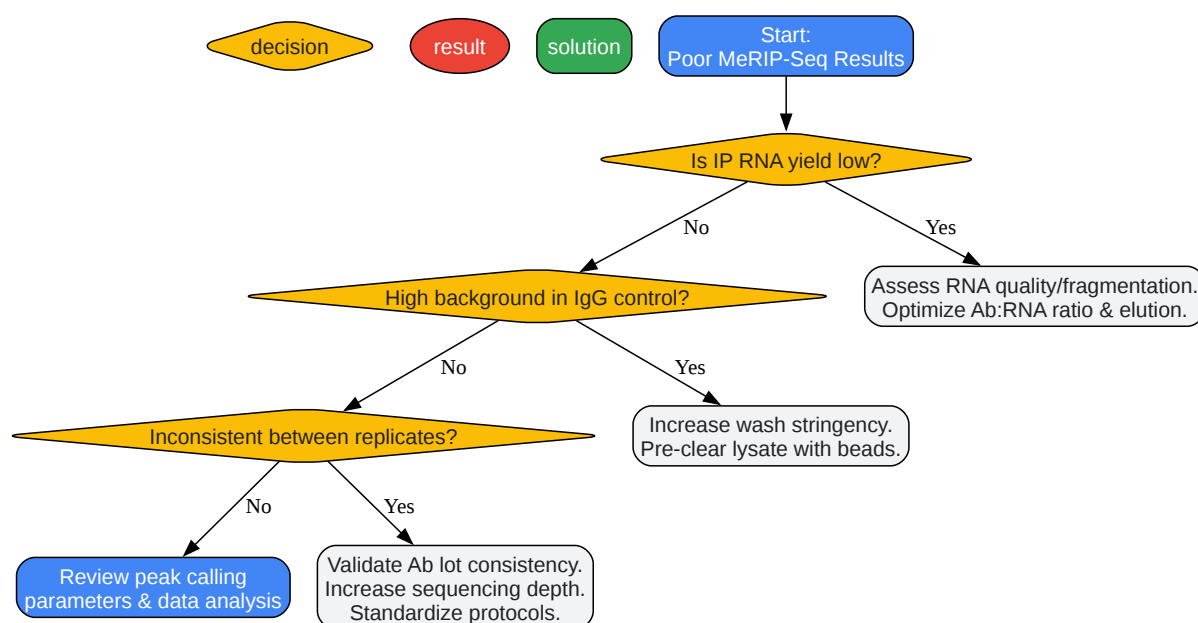 decision
result
solution
Start:
Poor MeRIP-Seq Results
Is IP RNA yield low?
No
Yes
High background in IgG control?
Assess RNA quality/fragmentation.
Optimize Ab:RNA ratio & elution.
No
Yes
Inconsistent between replicates?
Increase wash stringency.
Pre-clear lysate with beads.
No
Yes
Review peak calling
parameters & data analysis
Validate Ab lot consistency.
Increase sequencing depth.
Standardize protocols.